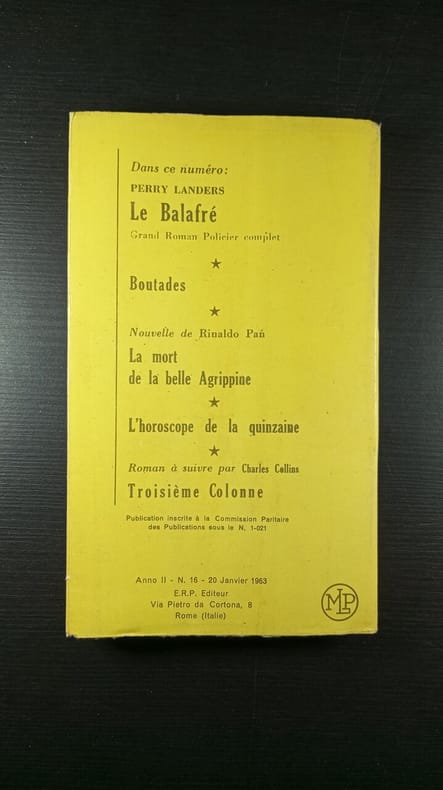 Dans ce numéro:
PERRY LANDERS
Le Balafré
Grand Roman Policier complet
Boutades
Nouvelle de Rinaldo Pań
La mort
de la belle Agrippine
L'horoscope de la quinzaine
Roman à suivre par Charles Collins
Troisième Colonne
Publication inscrite à la Commission Paritaire
des Publications sous le N. 1-021
Anno II - N. 16 - 20 Janvier 1963
E.R.P. Editeur
Via Pietro da Cortona, 8
Rome (Italie)
MLP